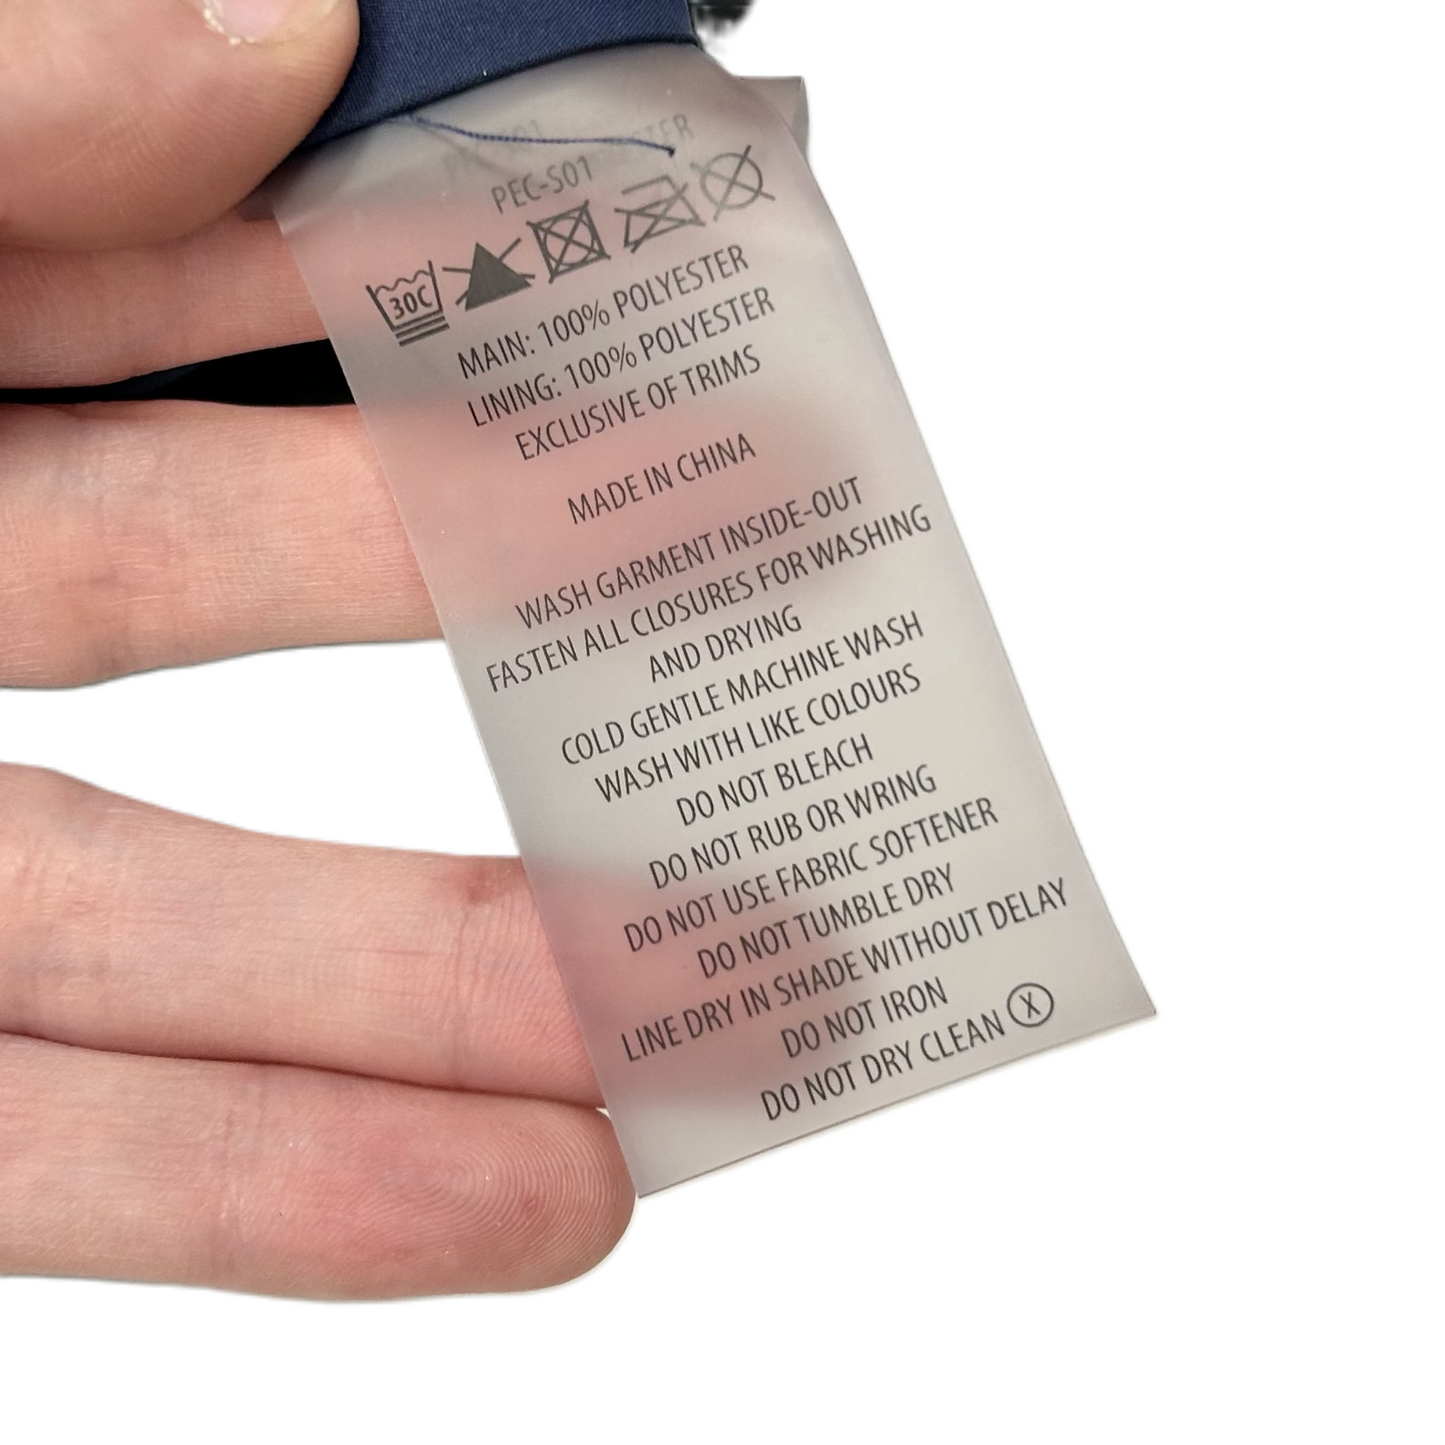 PEC-S01
30C
MAIN: 100% POLYESTER
LINING: 100% POLYESTER
EXCLUSIVE OF TRIMS
MADE IN CHINA
WASH GARMENT INSIDE-OUT
FASTEN ALL CLOSURES FOR WASHING
AND DRYING
COLD GENTLE MACHINE WASH
WASH WITH LIKE COLOURS
DO NOT BLEACH
DO NOT RUB OR WRING
DO NOT USE FABRIC SOFTENER
DO NOT TUMBLE DRY
LINE DRY IN SHADE WITHOUT DELAY
DO NOT IRON
DO NOT DRY CLEAN Ⓧ